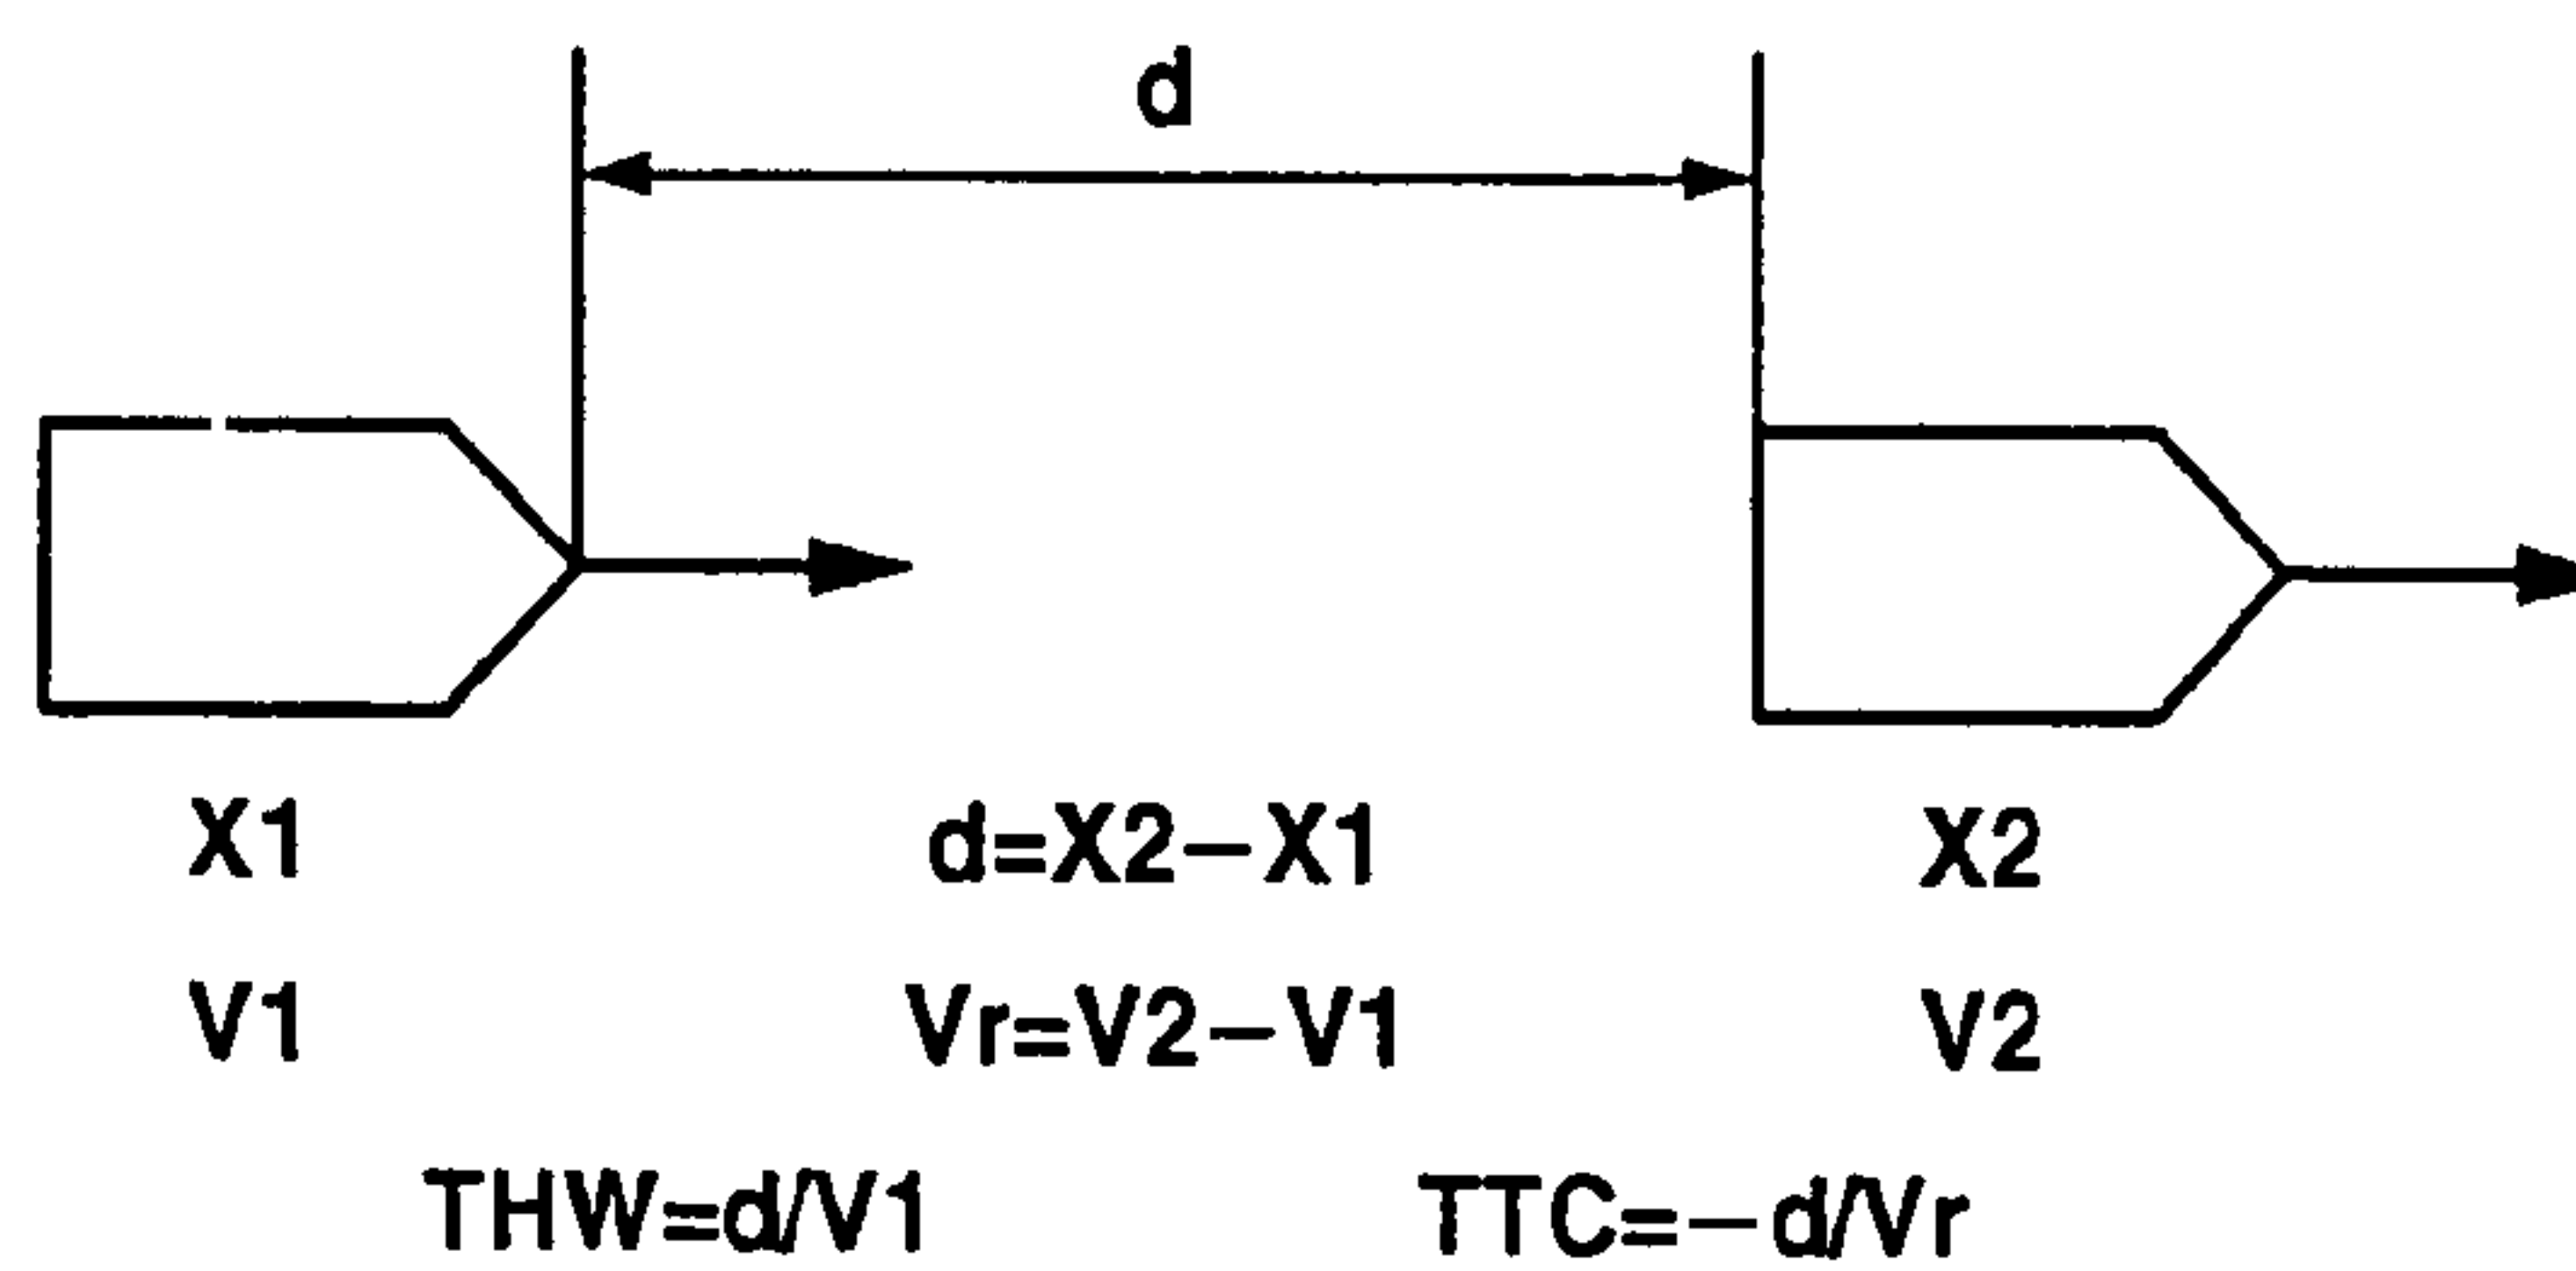 d
X1 d=X2−X1 X2
V1 Vr=V2−V1 V2
THW=d/V1 TTC=−d/Vr